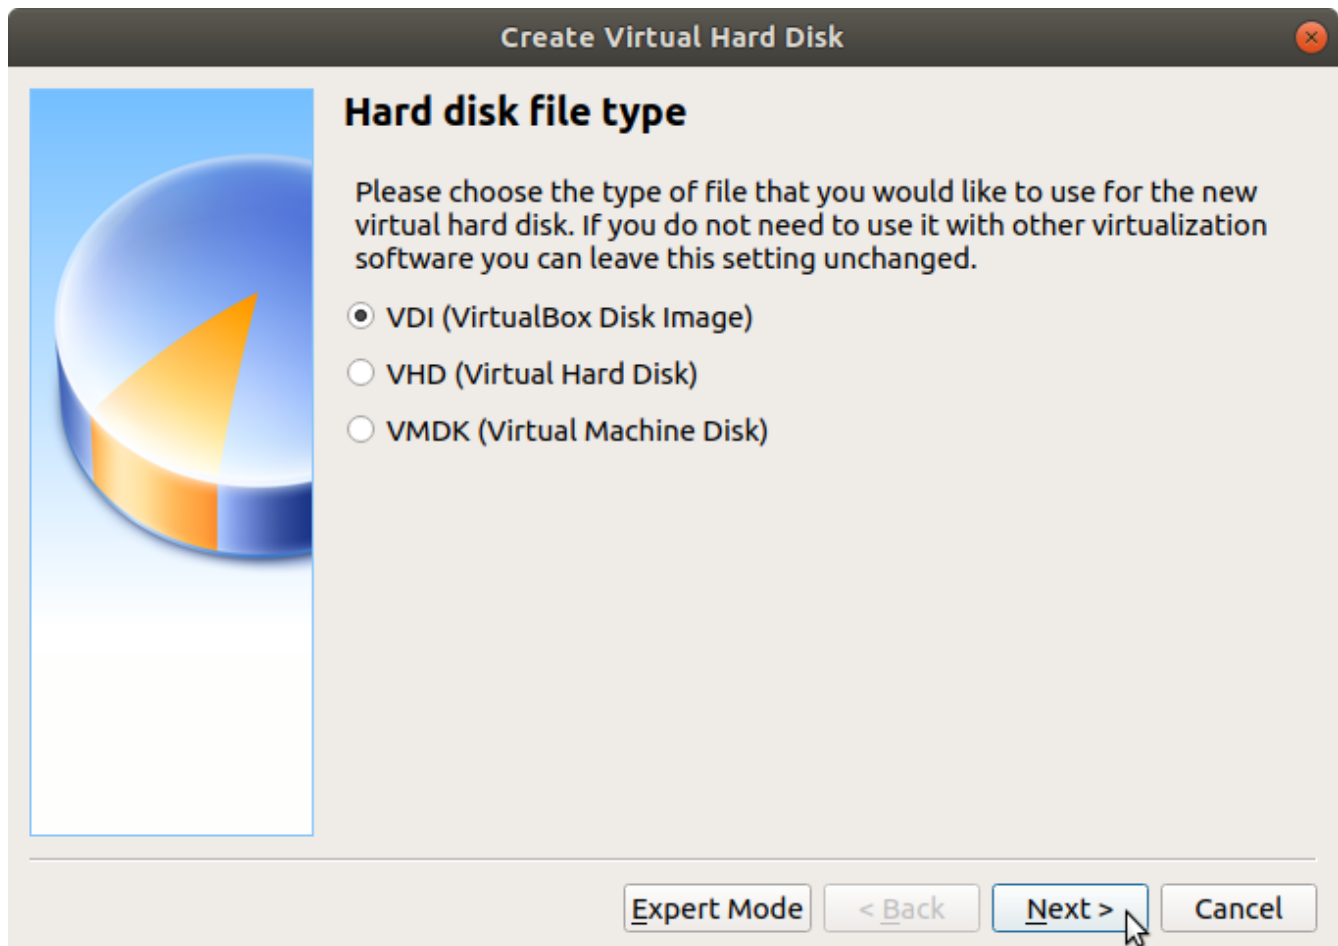 Create Virtual Hard Disk
Hard disk file type
Please choose the type of file that you would like to use for the new
virtual hard disk. If you do not need to use it with other virtualization
software you can leave this setting unchanged.
VDI (VirtualBox Disk Image)
VHD (Virtual Hard Disk)
VMDK (Virtual Machine Disk)
Expert Mode < Back Next > Cancel